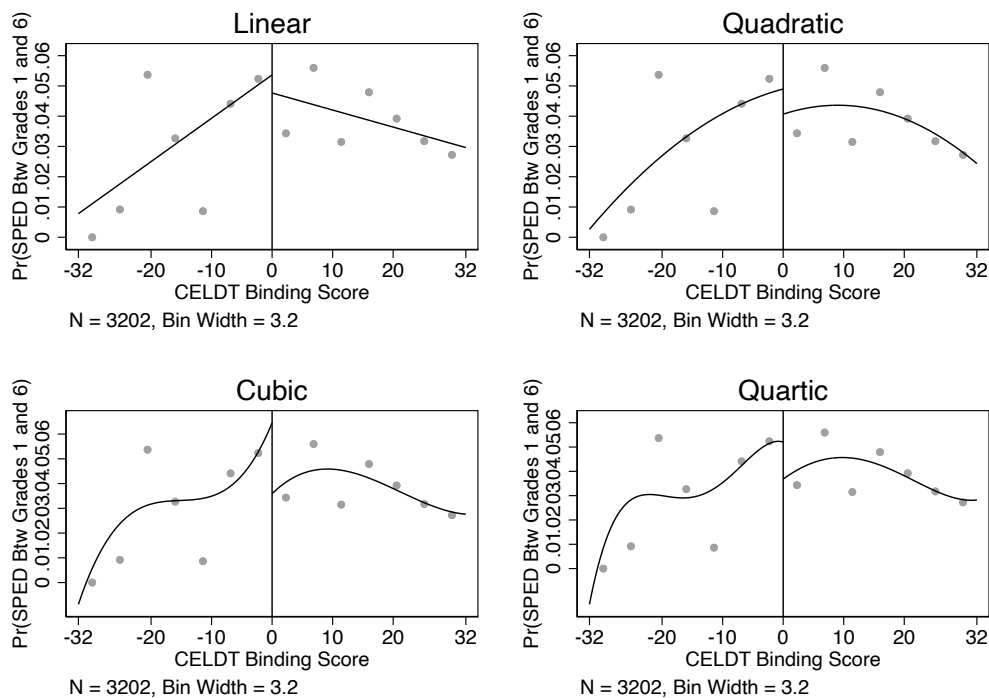 Linear
Pr(SPED Btw Grades 1 and 6)
0 .01 .02 .03 .04 .05 .06
-32 -20 -10 0 10 20 32
CELDT Binding Score
N = 3202, Bin Width = 3.2
Quadratic
Pr(SPED Btw Grades 1 and 6)
0 .01 .02 .03 .04 .05 .06
-32 -20 -10 0 10 20 32
CELDT Binding Score
N = 3202, Bin Width = 3.2
Cubic
Pr(SPED Btw Grades 1 and 6)
0 .01 .02 .03 .04 .05 .06
-32 -20 -10 0 10 20 32
CELDT Binding Score
N = 3202, Bin Width = 3.2
Quartic
Pr(SPED Btw Grades 1 and 6)
0 .01 .02 .03 .04 .05 .06
-32 -20 -10 0 10 20 32
CELDT Binding Score
N = 3202, Bin Width = 3.2